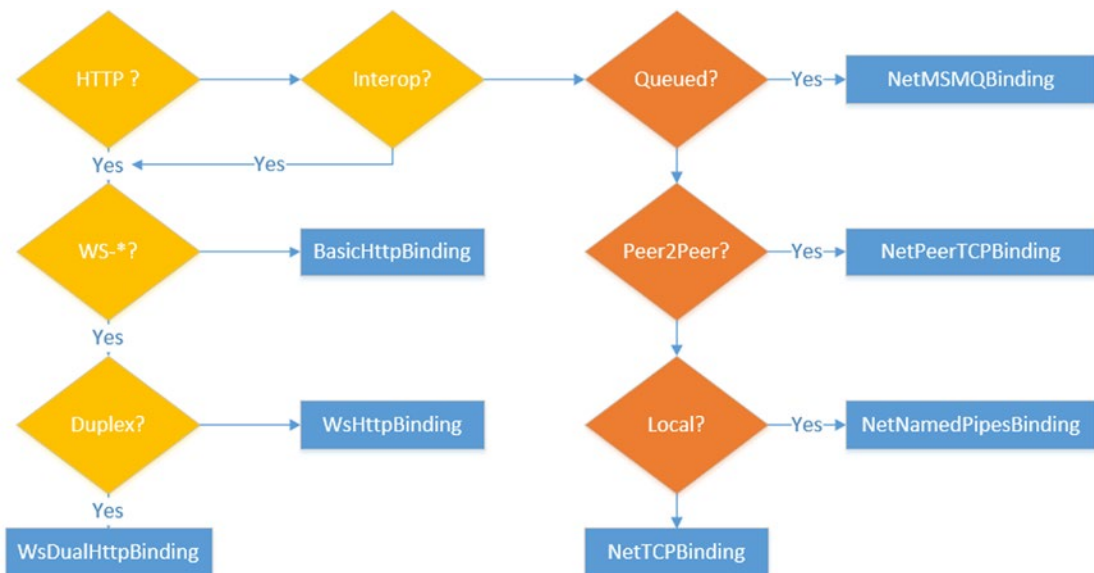 HTTP ?
Interop?
Queued?
Yes
NetMSMQBinding
Yes
Yes
WS-*?
BasicHttpBinding
Peer2Peer?
Yes
NetPeerTCPBinding
Yes
Duplex?
WsHttpBinding
Local?
Yes
NetNamedPipesBinding
Yes
WsDualHttpBinding
NetTCPBinding